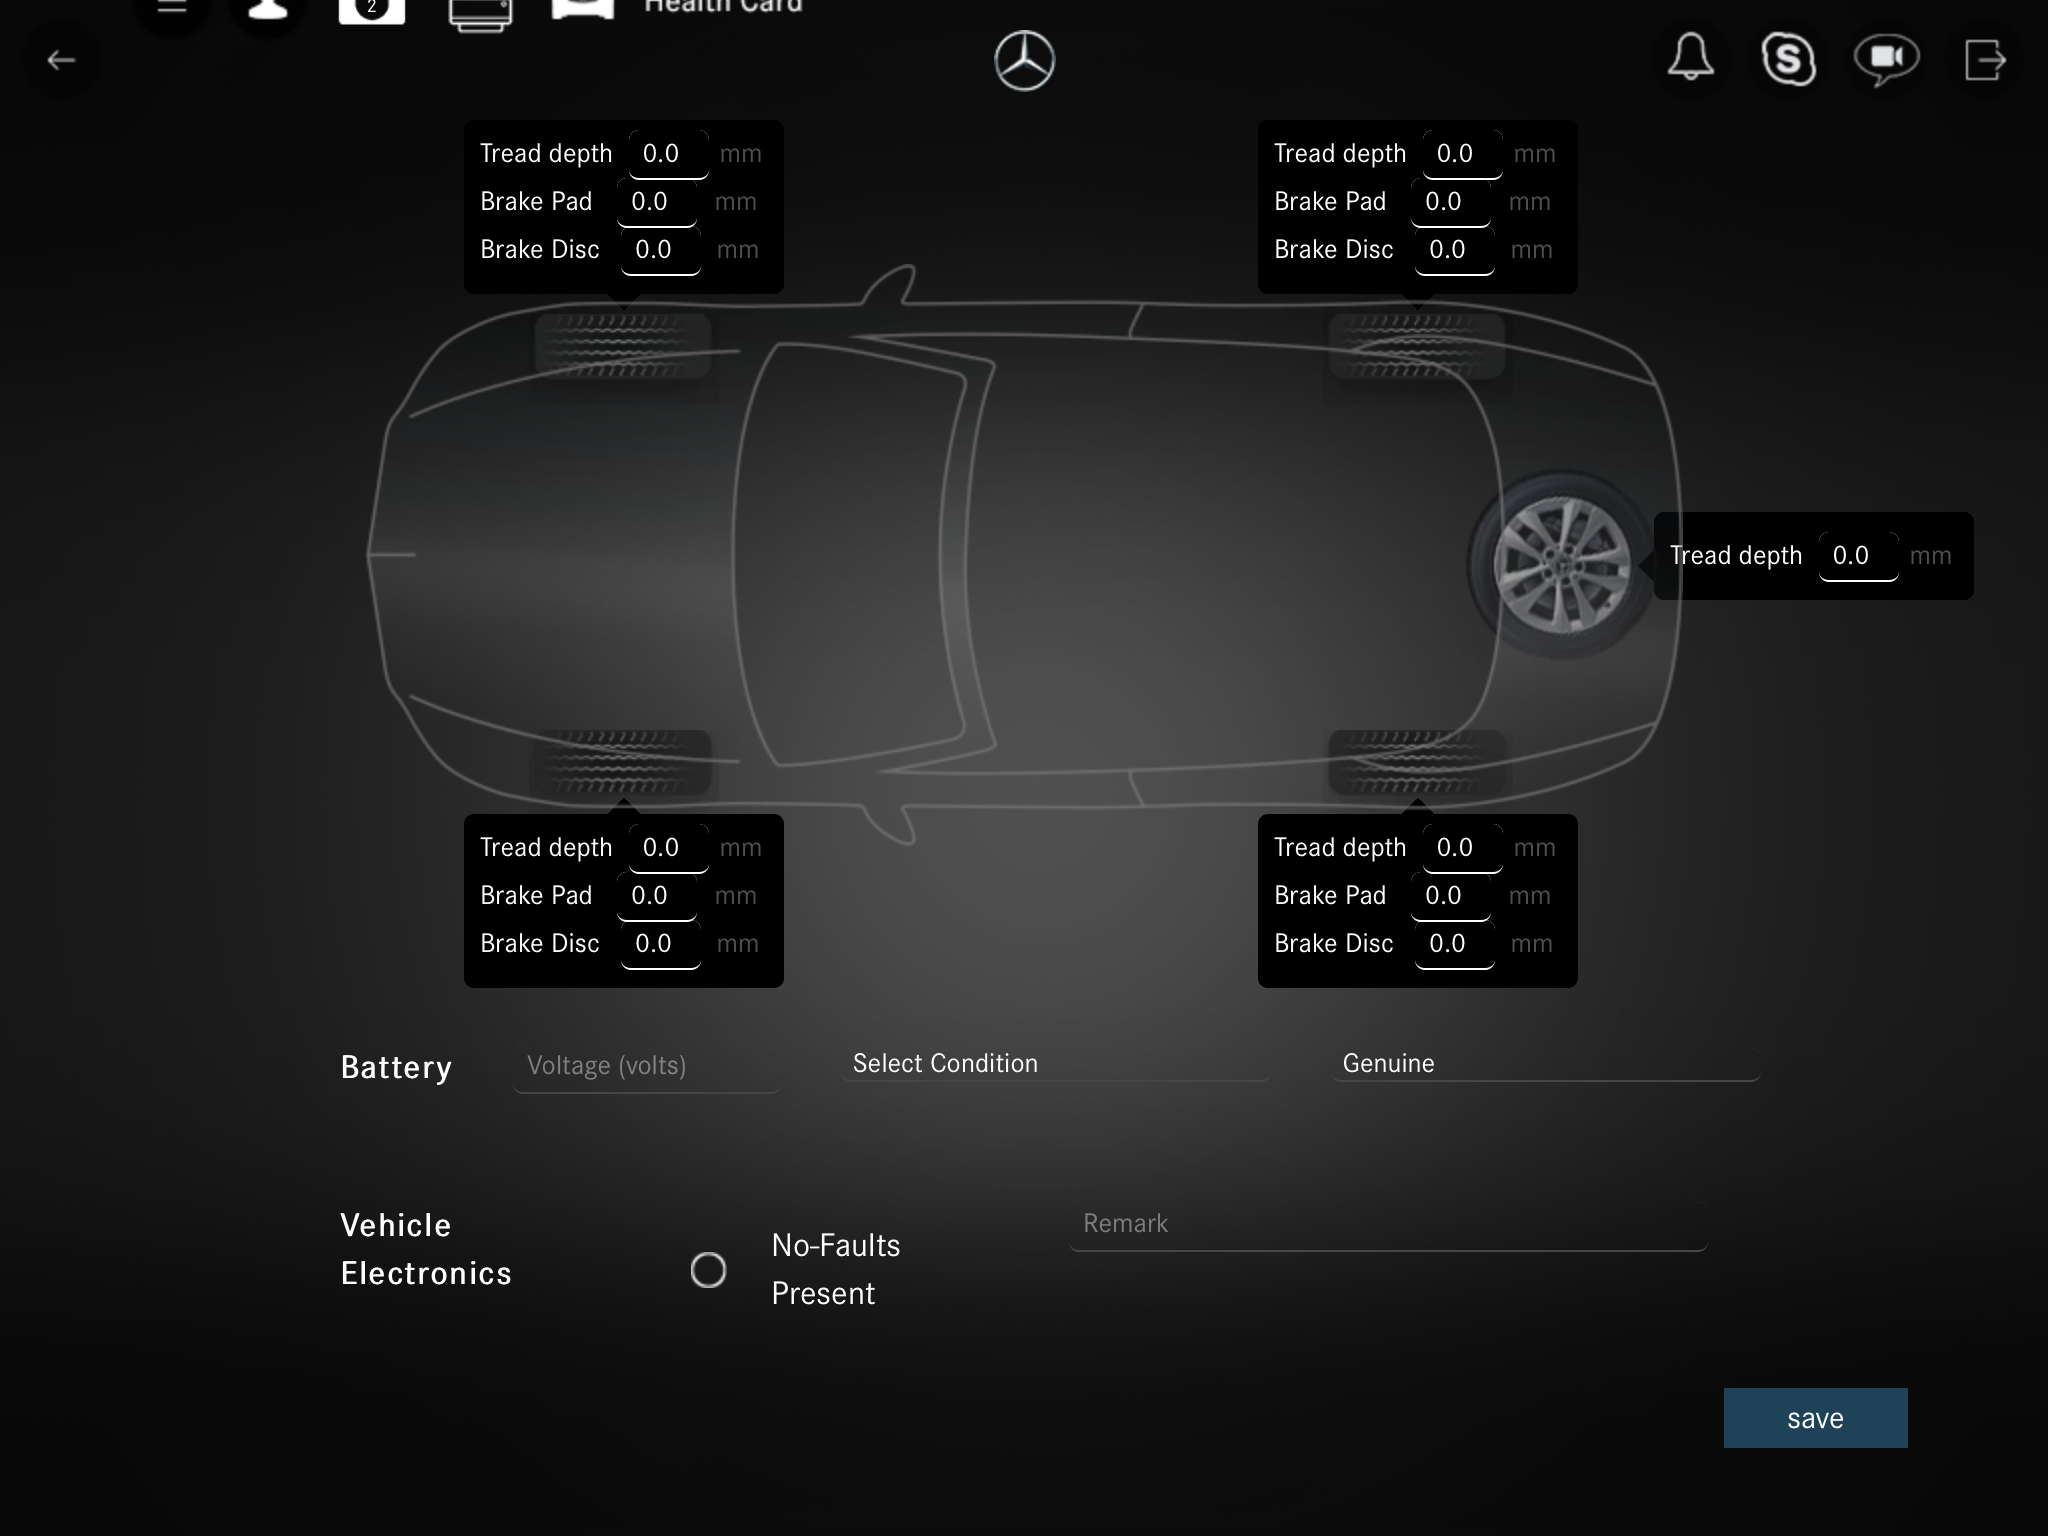 2
Health Card
Tread depth 0.0 mm
Brake Pad 0.0 mm
Brake Disc 0.0 mm
Tread depth 0.0 mm
Brake Pad 0.0 mm
Brake Disc 0.0 mm
Tread depth 0.0 mm
Tread depth 0.0 mm
Brake Pad 0.0 mm
Brake Disc 0.0 mm
Tread depth 0.0 mm
Brake Pad 0.0 mm
Brake Disc 0.0 mm
Battery Voltage (volts) Select Condition Genuine
Vehicle
Electronics
No-Faults
Present
Remark
save